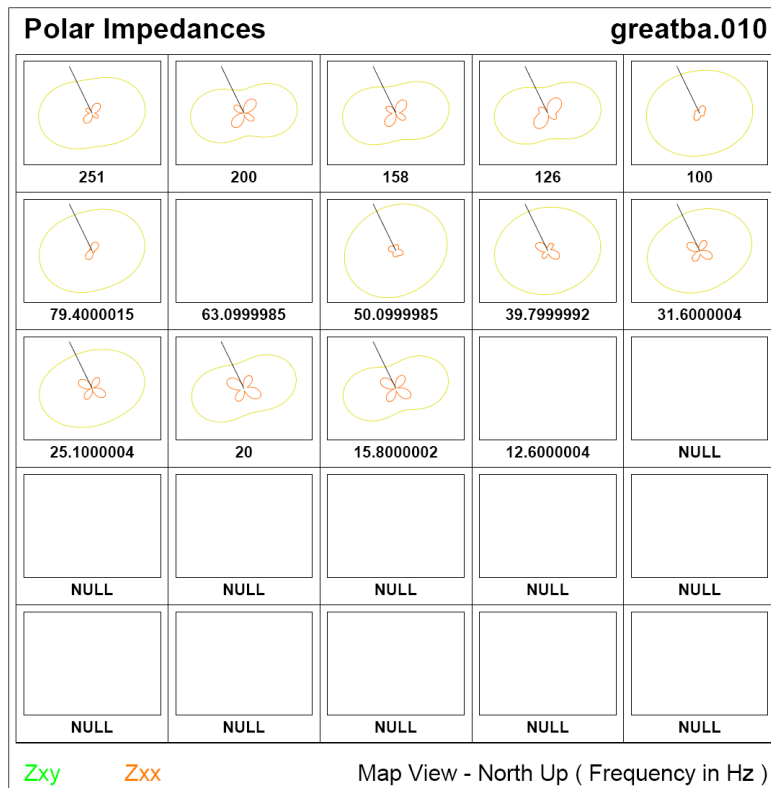 Polar Impedances greatba.010
251 200 158 126 100
79.4000015 63.0999985 50.0999985 39.7999992 31.6000004
25.1000004 20 15.8000002 12.6000004 NULL
NULL NULL NULL NULL NULL
NULL NULL NULL NULL NULL
Zxy Zxx Map View - North Up ( Frequency in Hz )